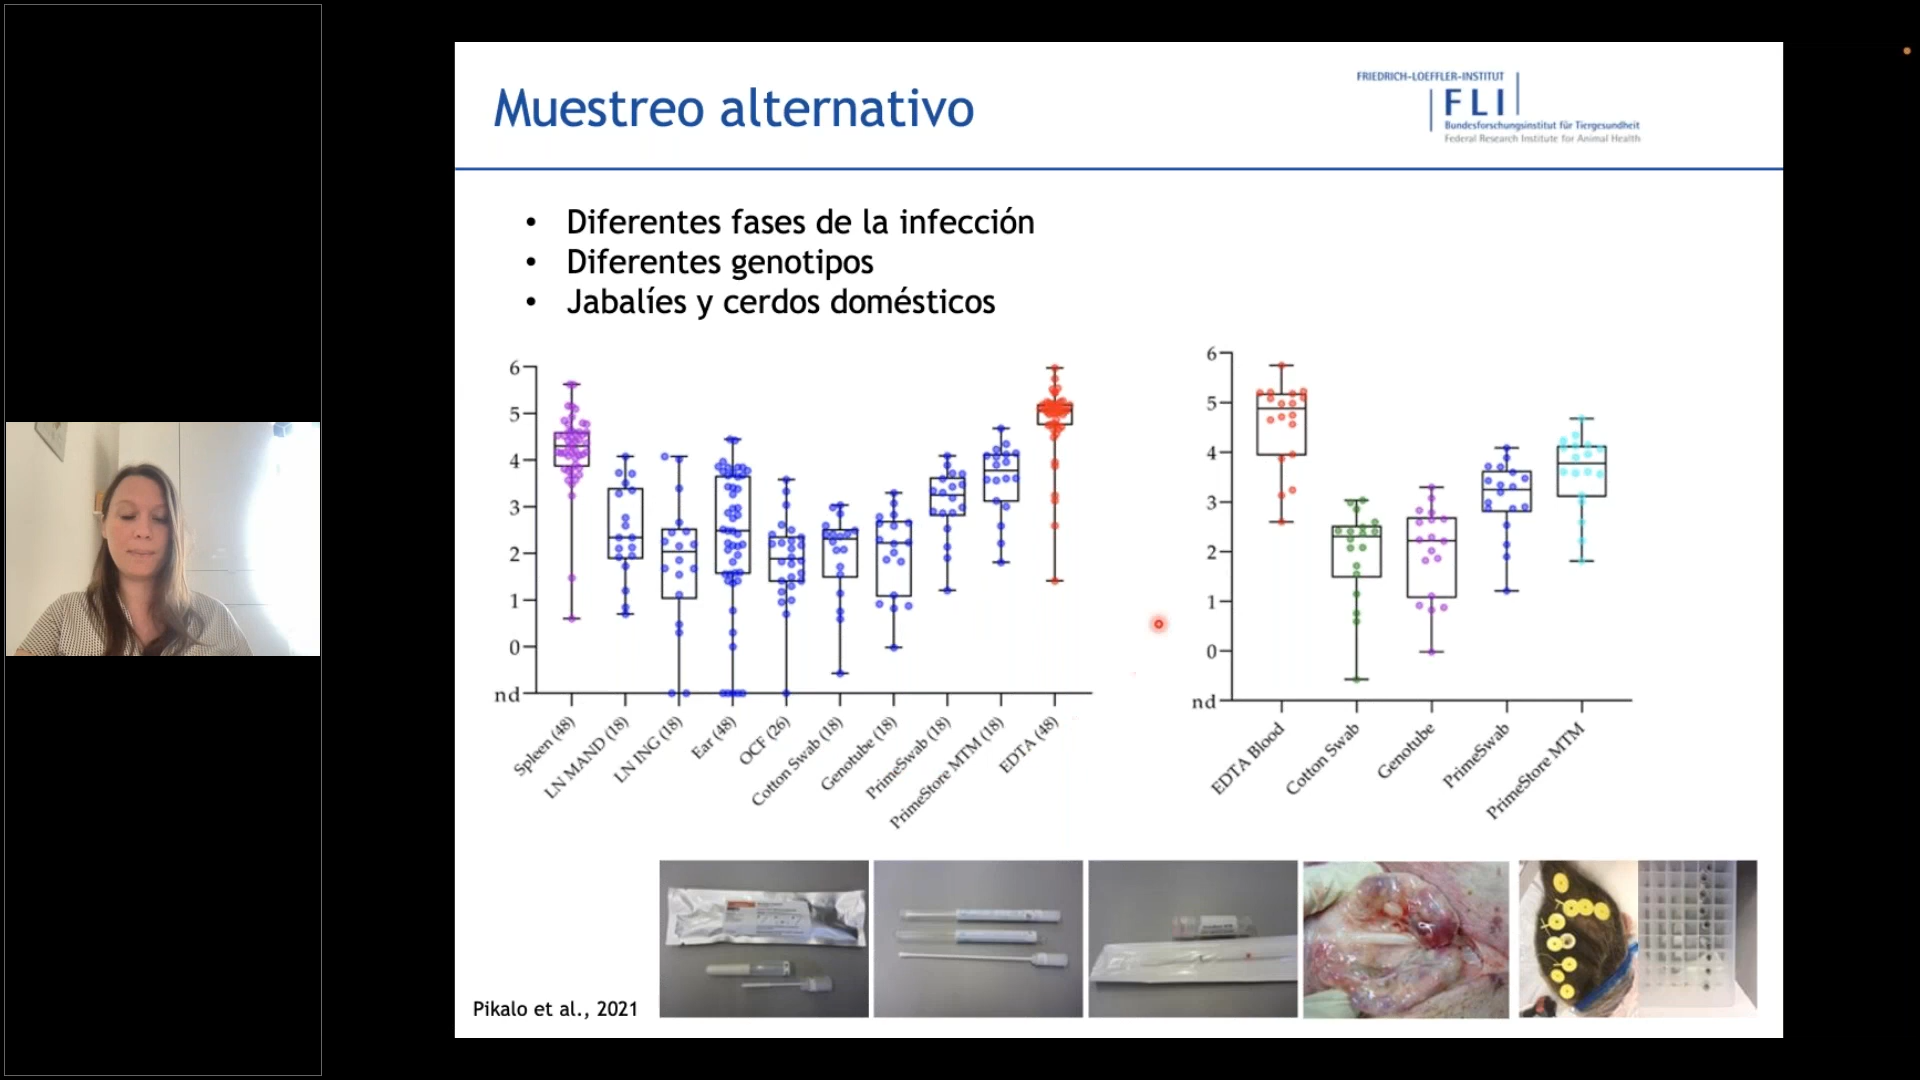 Muestreo alternativo
FRIEDRICH-LOEFFLER-INSTITUT
FLI
Bundesforschungsinstitut für Tiergesundheit
Federal Research Institute for Animal Health
• Diferentes fases de la infección
• Diferentes genotipos
• Jabalíes y cerdos domésticos
6
5
4
3
2
1
0
nd
Spleen (48)
LN MAND (18)
LN ING (18)
Ear (48)
OCF (26)
Cotton Swab (18)
Genotube (18)
PrimeSwab (18)
PrimeStore MTM (18)
EDTA (48)
6
5
4
3
2
1
0
nd
EDTA Blood
Cotton Swab
Genotube
PrimeSwab
PrimeStore MTM
Pikalo et al., 2021